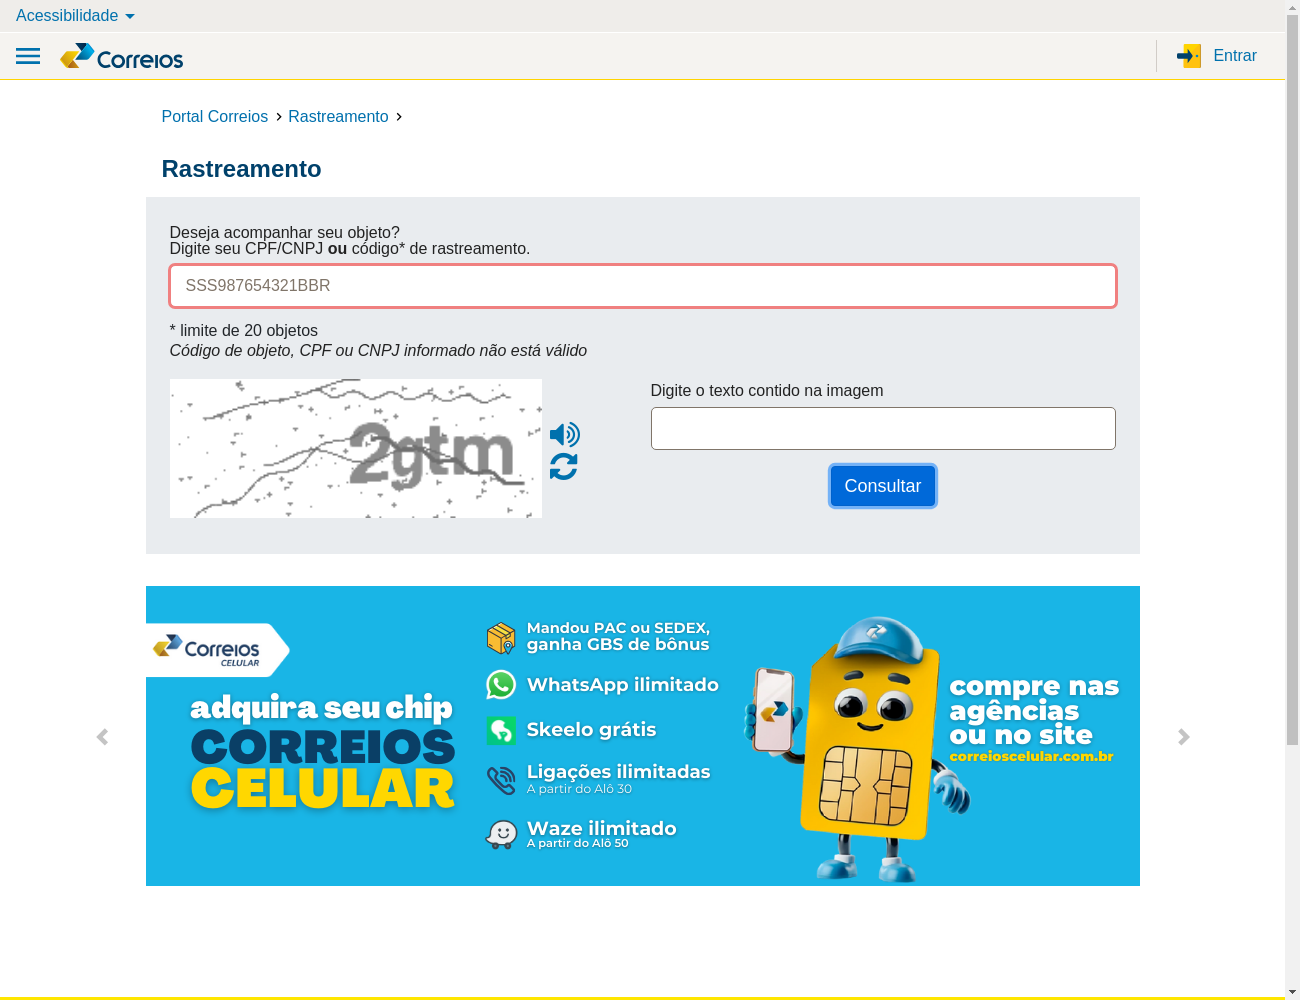 Acessibilidade
Correios
Entrar
Portal Correios
Rastreamento
Rastreamento
Deseja acompanhar seu objeto?
Digite seu CPF/CNPJ ou código* de rastreamento.
SSS987654321BBR
* limite de 20 objetos
Código de objeto, CPF ou CNPJ informado não está válido
2gtm
Digite o texto contido na imagem
Consultar
Correios
CELULAR
adquira seu chip
CORREIOS
CELULAR
Mandou PAC ou SEDEX,
ganha GBS de bônus
WhatsApp ilimitado
Skeelo grátis
Ligações ilimitadas
A partir do Alô 30
Waze ilimitado
A partir do Alô 50
compre nas
agências
ou no site
correioscelular.com.br